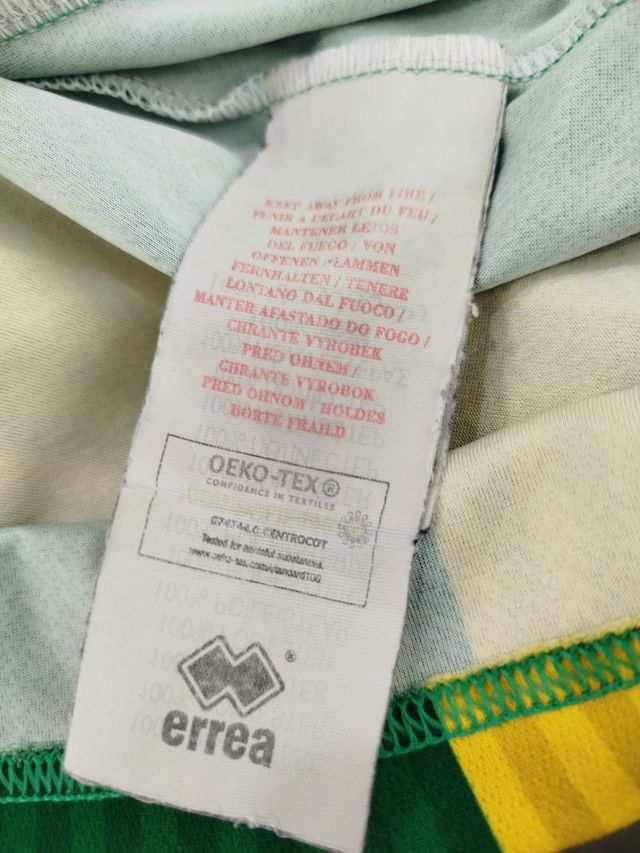 KEEP AWAY FROM FIRE /
TENIR A L'ECART DU FEU /
MANTENER LEJOS
DEL FUEGO / VON
OFFENEN FLAMMEN
FERNHALTEN / TENERE
LONTANO DAL FUOCO /
MANTER AFASTADO DO FOGO /
CHRANTE VYROBEK
PRED OHNEM /
CHRANTE VYROBOK
PRED OHNOM / HOLDES
BORTE FRAILD
OEKO-TEX®
CONFIDENCE IN TEXTILES
CENTROCOT
Tested for harmful substances.
www.oeko-tex.com/standard100
®
errea